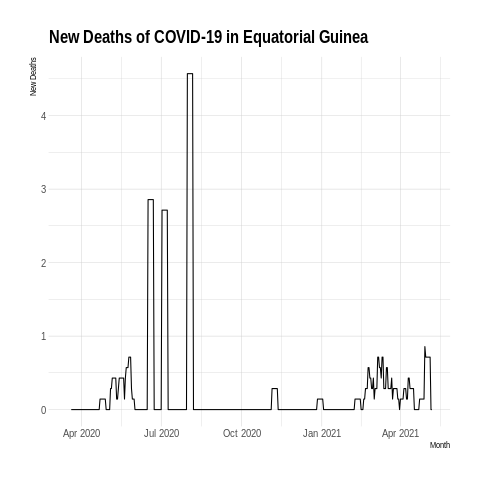 New Deaths of COVID-19 in Equatorial Guinea
New Deaths
4
3
2
1
0
Apr 2020 Jul 2020 Oct 2020 Jan 2021 Apr 2021
Month